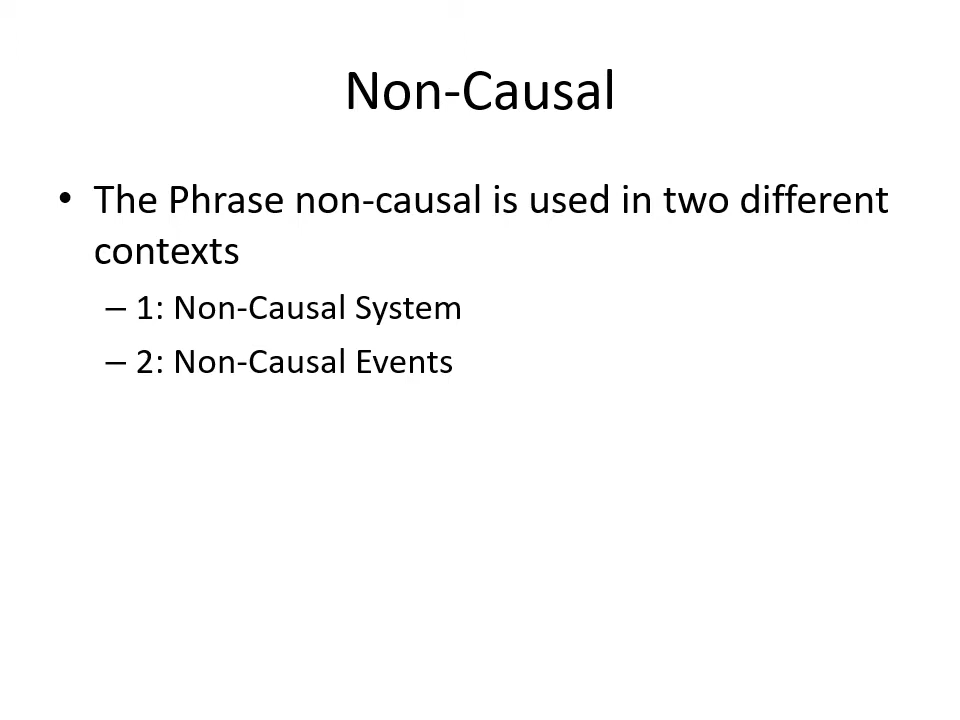 Non-Causal
• The Phrase non-causal is used in two different
contexts
– 1: Non-Causal System
– 2: Non-Causal Events